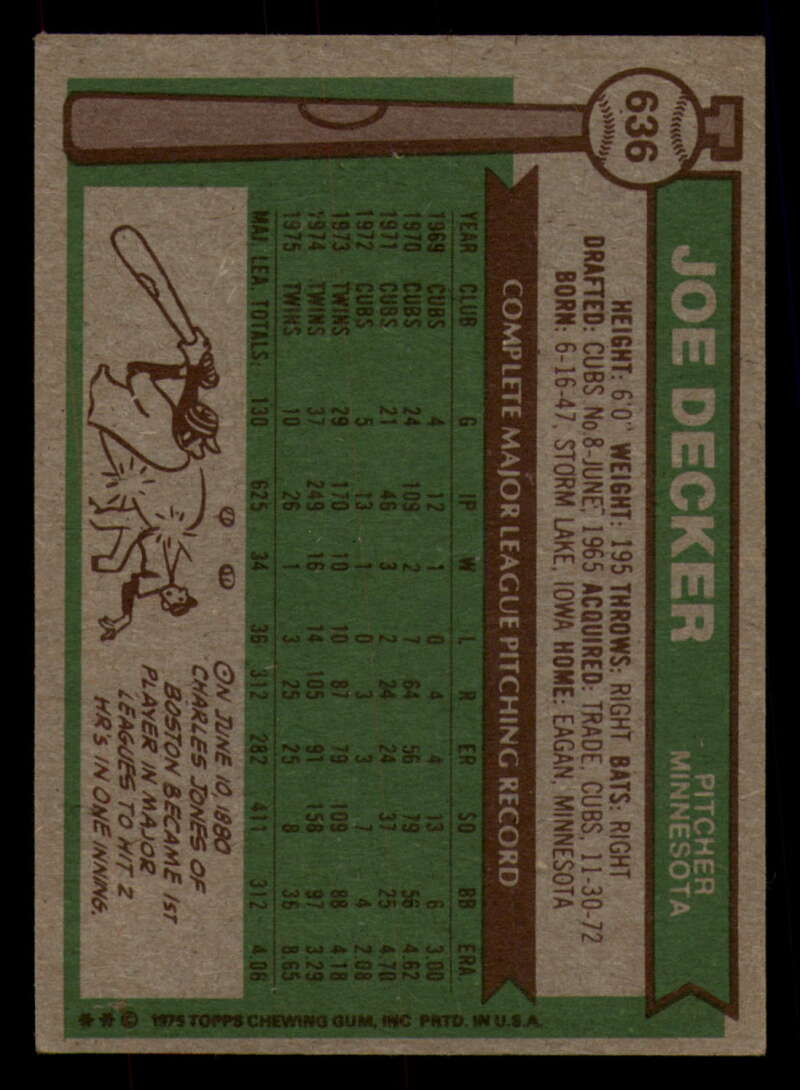 636
JOE DECKER
PITCHER
MINNESOTA
HEIGHT: 6'0" WEIGHT: 195 THROWS: RIGHT BATS: RIGHT
DRAFTED: CUBS No.8-JUNE, 1965 ACQUIRED: TRADE, CUBS, 11-30-72
BORN: 6-16-47, STORM LAKE, IOWA HOME: EAGAN, MINNESOTA
COMPLETE MAJOR LEAGUE PITCHING RECORD
YEAR CLUB G IP W L R ER SO BB ERA
1969 CUBS 4 12 1 0 4 4 13 6 3.00
1970 CUBS 24 109 2 7 64 56 79 56 4.62
1971 CUBS 21 46 3 2 24 24 37 25 4.70
1972 CUBS 5 13 1 0 3 3 7 4 2.08
1973 TWINS 29 170 10 10 87 79 109 88 4.18
1974 TWINS 37 249 16 14 105 91 158 97 3.29
1975 TWINS 10 26 1 3 25 25 8 36 8.65
MAJ. LEA. TOTALS: 130 625 34 36 312 282 411 312 4.06
ON JUNE 10, 1880
CHARLES JONES OF
BOSTON BECAME 1ST
PLAYER IN MAJOR
LEAGUES TO HIT 2
HR'S IN ONE INNING.
** © 1975 TOPPS CHEWING GUM, INC PRTD. IN U.S.A.